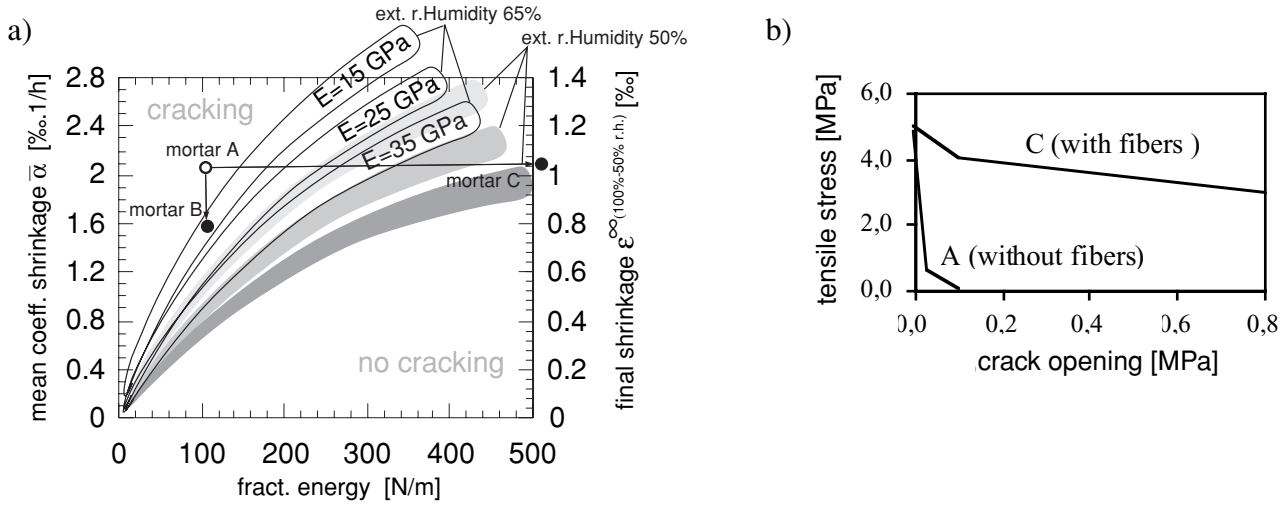 a)
ext. r.Humidity 65%
ext. r.Humidity 50%
mean coeff. shrinkage α [‰.1/h]
2.8
2.4
2
1.6
1.2
0.8
0.4
0
cracking
E=15 GPa
E=25 GPa
E=35 GPa
mortar A
mortar B
mortar C
no cracking
1.4
1.2
1
0.8
0.6
0.4
0.2
0
final shrinkage ε∞(100%-50% r.h.) [‰]
0 100 200 300 400 500
fract. energy [N/m]
b)
tensile stress [MPa]
6,0
4,0
2,0
0,0
C (with fibers )
A (without fibers)
0,0 0,2 0,4 0,6 0,8
crack opening [MPa]